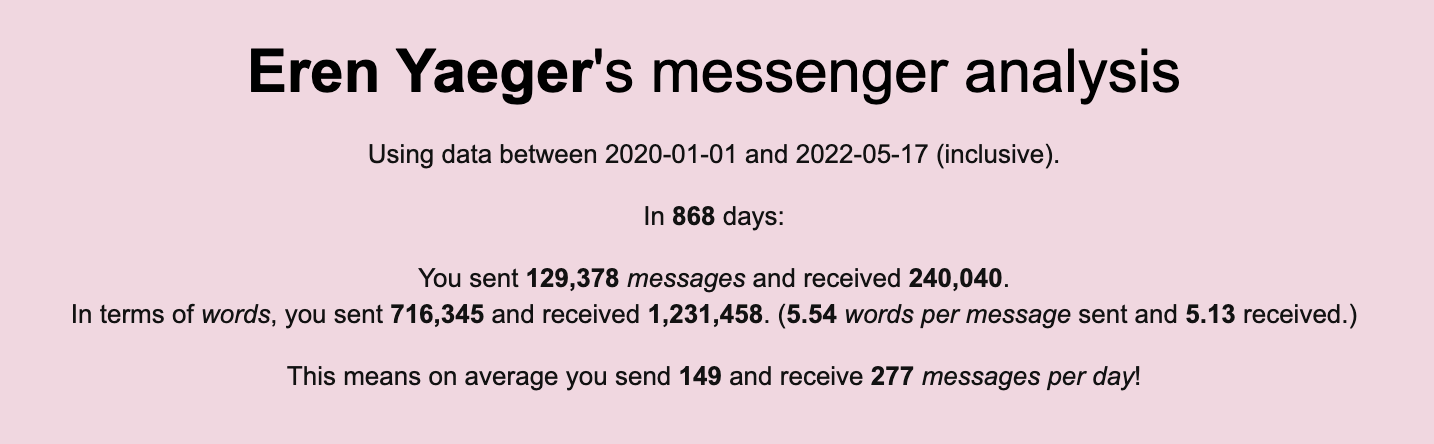 Eren Yaeger's messenger analysis
Using data between 2020-01-01 and 2022-05-17 (inclusive).
In 868 days:
You sent 129,378 messages and received 240,040.
In terms of words, you sent 716,345 and received 1,231,458. (5.54 words per message sent and 5.13 received.)
This means on average you send 149 and receive 277 messages per day!